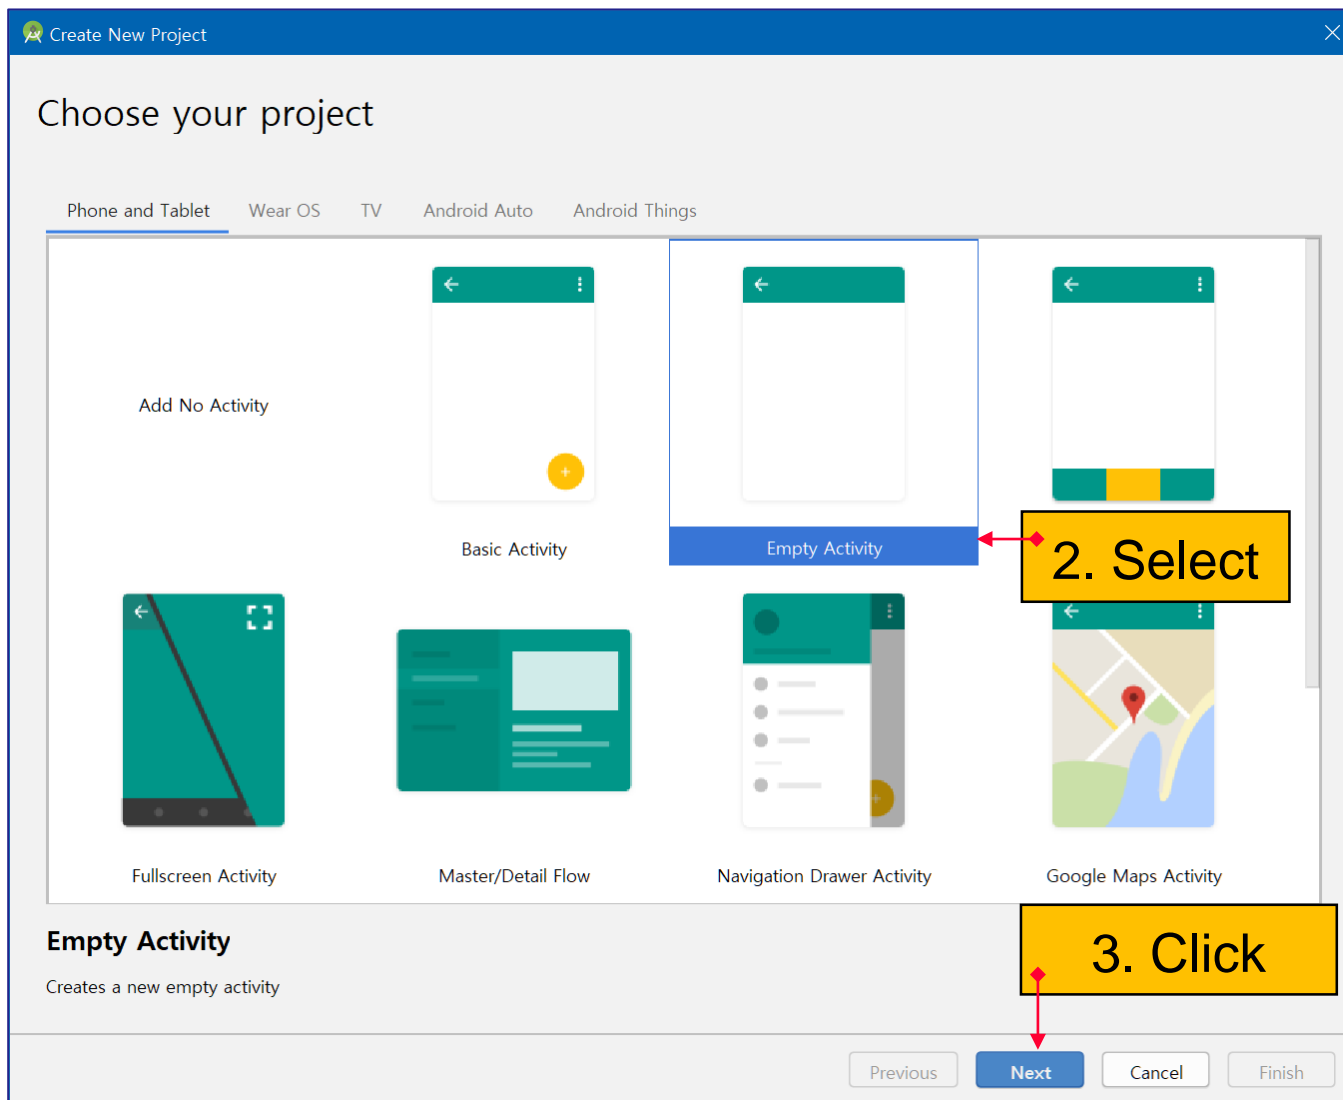 Create New Project
Choose your project
Phone and Tablet Wear OS TV Android Auto Android Things
Add No Activity
Basic Activity
Empty Activity
2. Select
Fullscreen Activity
Master/Detail Flow
Navigation Drawer Activity
Google Maps Activity
Empty Activity
Creates a new empty activity
3. Click
Previous Next Cancel Finish